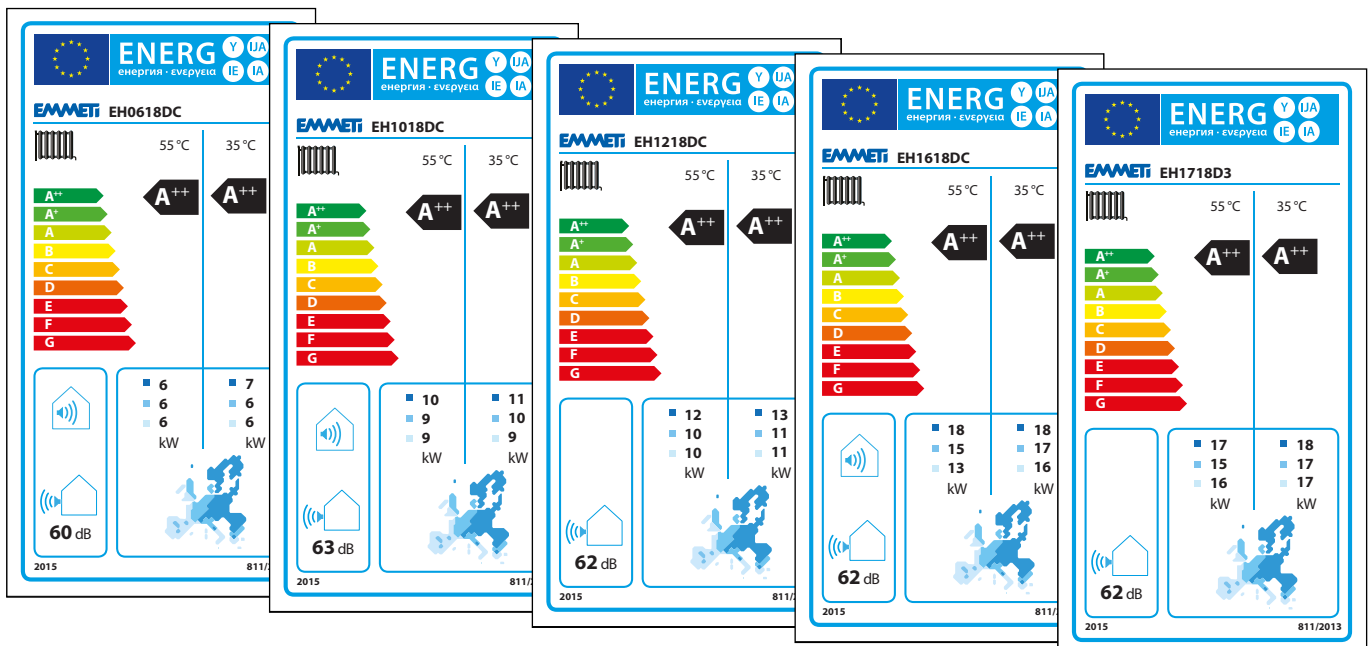 ENERG Y IJA
енергия · ενεργεια IE IA
EMMETi EH0618DC
55 °C 35 °C
A++ A++
A++
A+
A
B
C
D
E
F
G
6 7
6 6
6 6
kW kW
60 dB
2015 811/2
ENERG Y IJA
енергия · ενεργεια IE IA
EMMETi EH1018DC
55 °C 35 °C
A++ A++
A++
A+
A
B
C
D
E
F
G
10 11
9 10
9 9
kW kW
63 dB
2015 811/2
ENERG Y IJA
енергия · ενεργεια IE IA
EMMETi EH1218DC
55 °C 35 °C
A++ A++
A++
A+
A
B
C
D
E
F
G
12 13
10 11
10 11
kW kW
62 dB
2015 811/2
ENERG Y IJA
енергия · ενεργεια IE IA
EMMETi EH1618DC
55 °C 35 °C
A++ A++
A++
A+
A
B
C
D
E
F
G
18 18
15 17
13 16
kW kW
62 dB
2015 811/2
ENERG Y IJA
енергия · ενεργεια IE IA
EMMETi EH1718D3
55 °C 35 °C
A++ A++
A++
A+
A
B
C
D
E
F
G
17 18
15 17
16 17
kW kW
62 dB
2015 811/2013